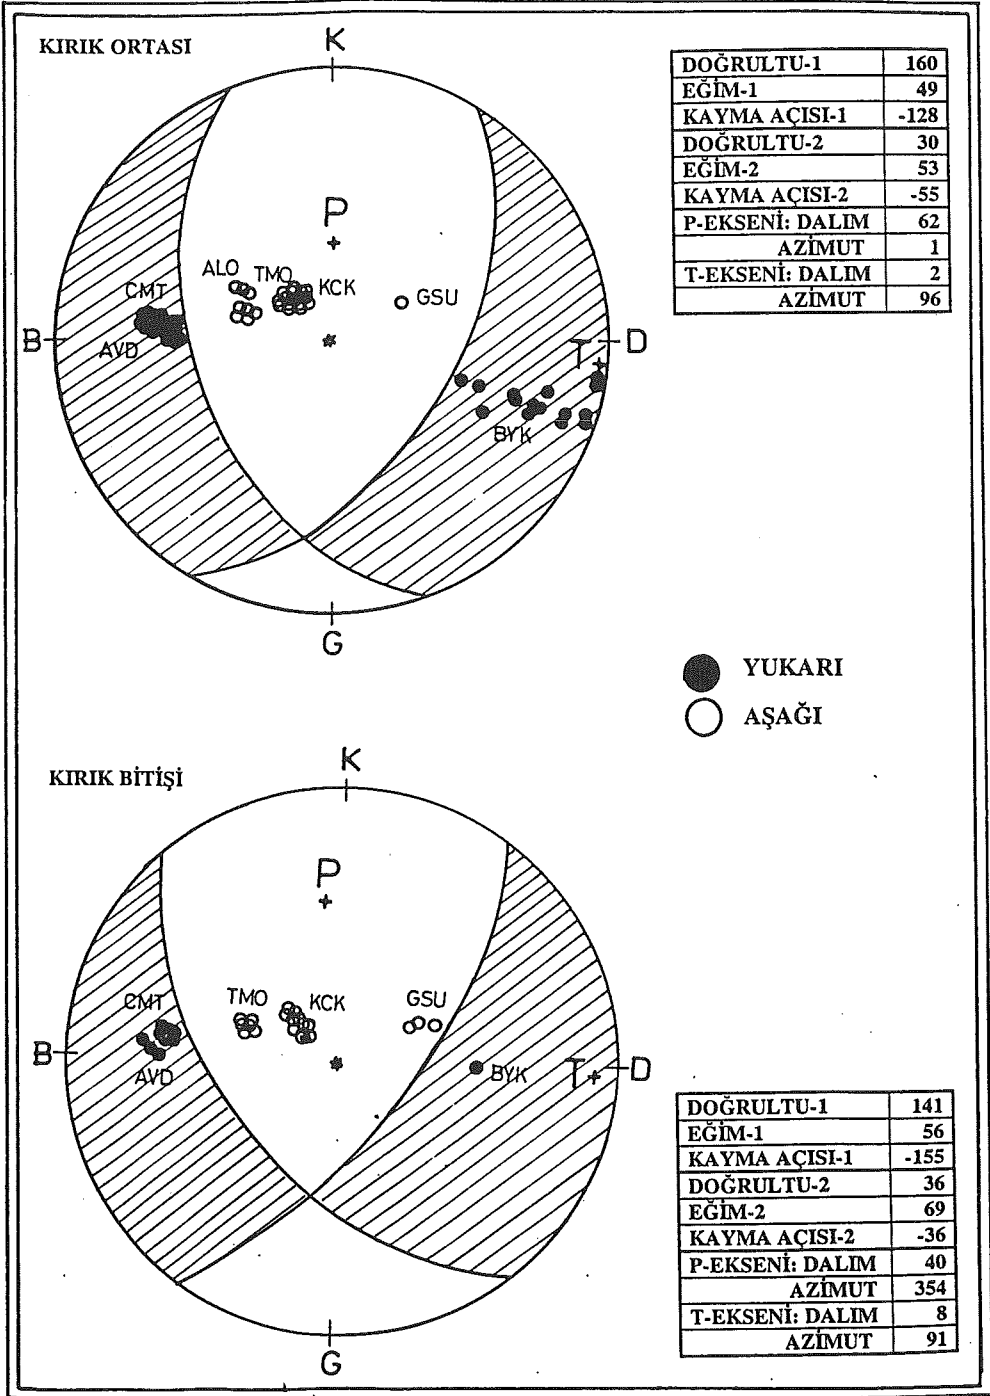 KIRIK ORTASI
K
DOĞRULTU-1 160
EĞİM-1 49
KAYMA AÇISI-1 -128
DOĞRULTU-2 30
EĞİM-2 53
KAYMA AÇISI-2 -55
P-EKSENİ: DALIM 62
AZİMUT 1
T-EKSENİ: DALIM 2
AZİMUT 96
P
ALO TMO KCK GSU
CMT
B AVD T D
BYK
G
YUKARI
AŞAĞI
KIRIK BİTİŞİ
K
P
CMT TMO KCK GSU
B AVD BYK T D
G
DOĞRULTU-1 141
EĞİM-1 56
KAYMA AÇISI-1 -155
DOĞRULTU-2 36
EĞİM-2 69
KAYMA AÇISI-2 -36
P-EKSENİ: DALIM 40
AZİMUT 354
T-EKSENİ: DALIM 8
AZİMUT 91